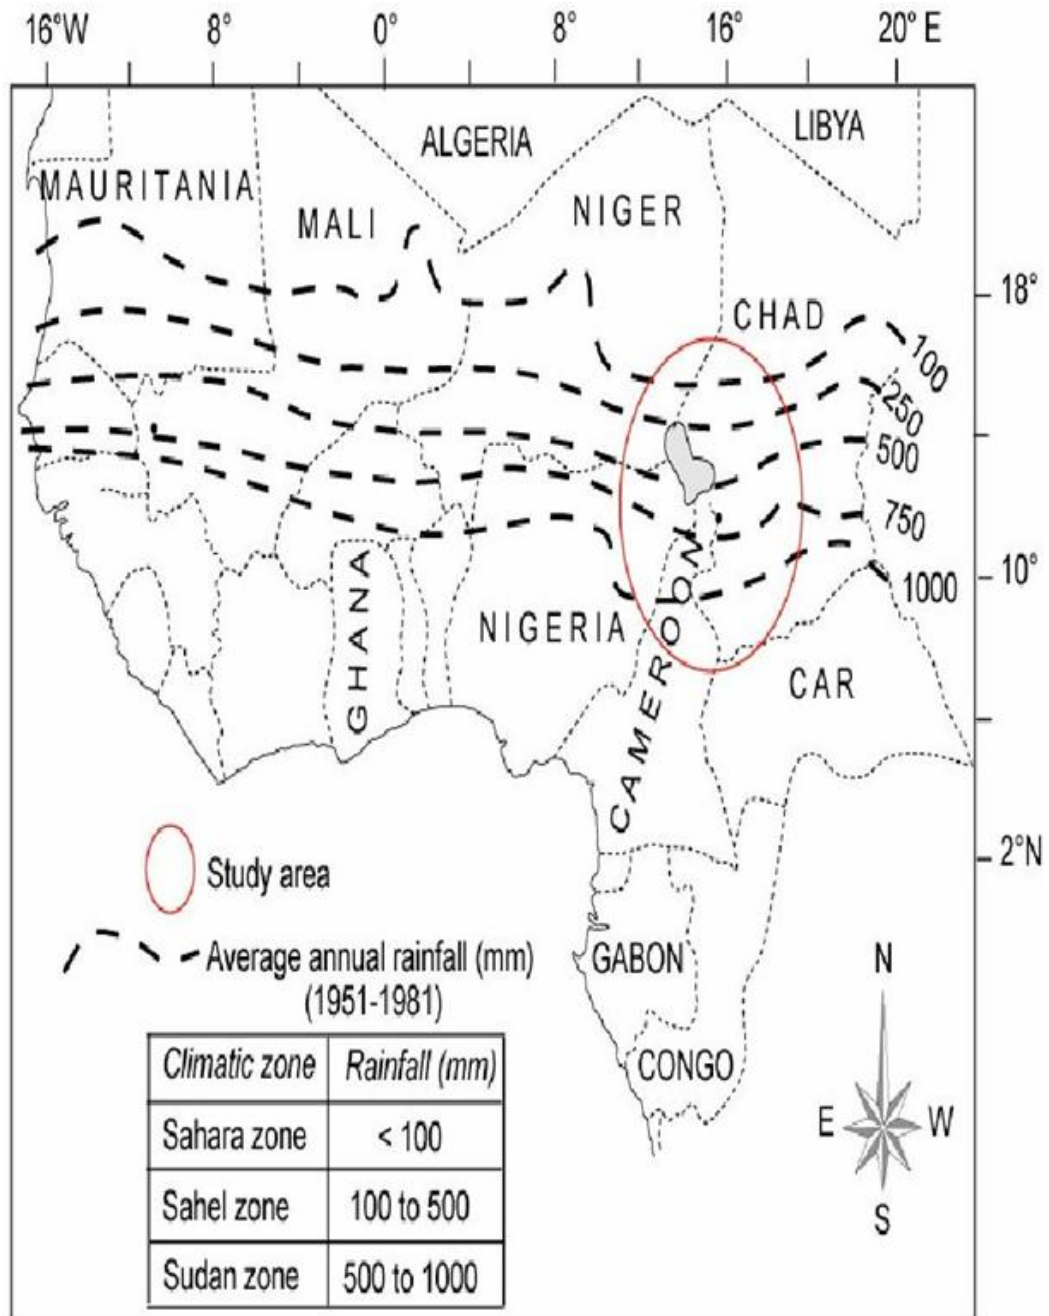 16°W 8° 0° 8° 16° 20° E
ALGERIA
LIBYA
MAURITANIA
MALI
NIGER
18°
CHAD
100
250
500
750
10°
1000
NIGERIA
GHANA
CAMEROON
CAR
2°N
Study area
Average annual rainfall (mm)
(1951-1981)
GABON
CONGO
N
E W
S
Climatic zone Rainfall (mm)
Sahara zone < 100
Sahel zone 100 to 500
Sudan zone 500 to 1000